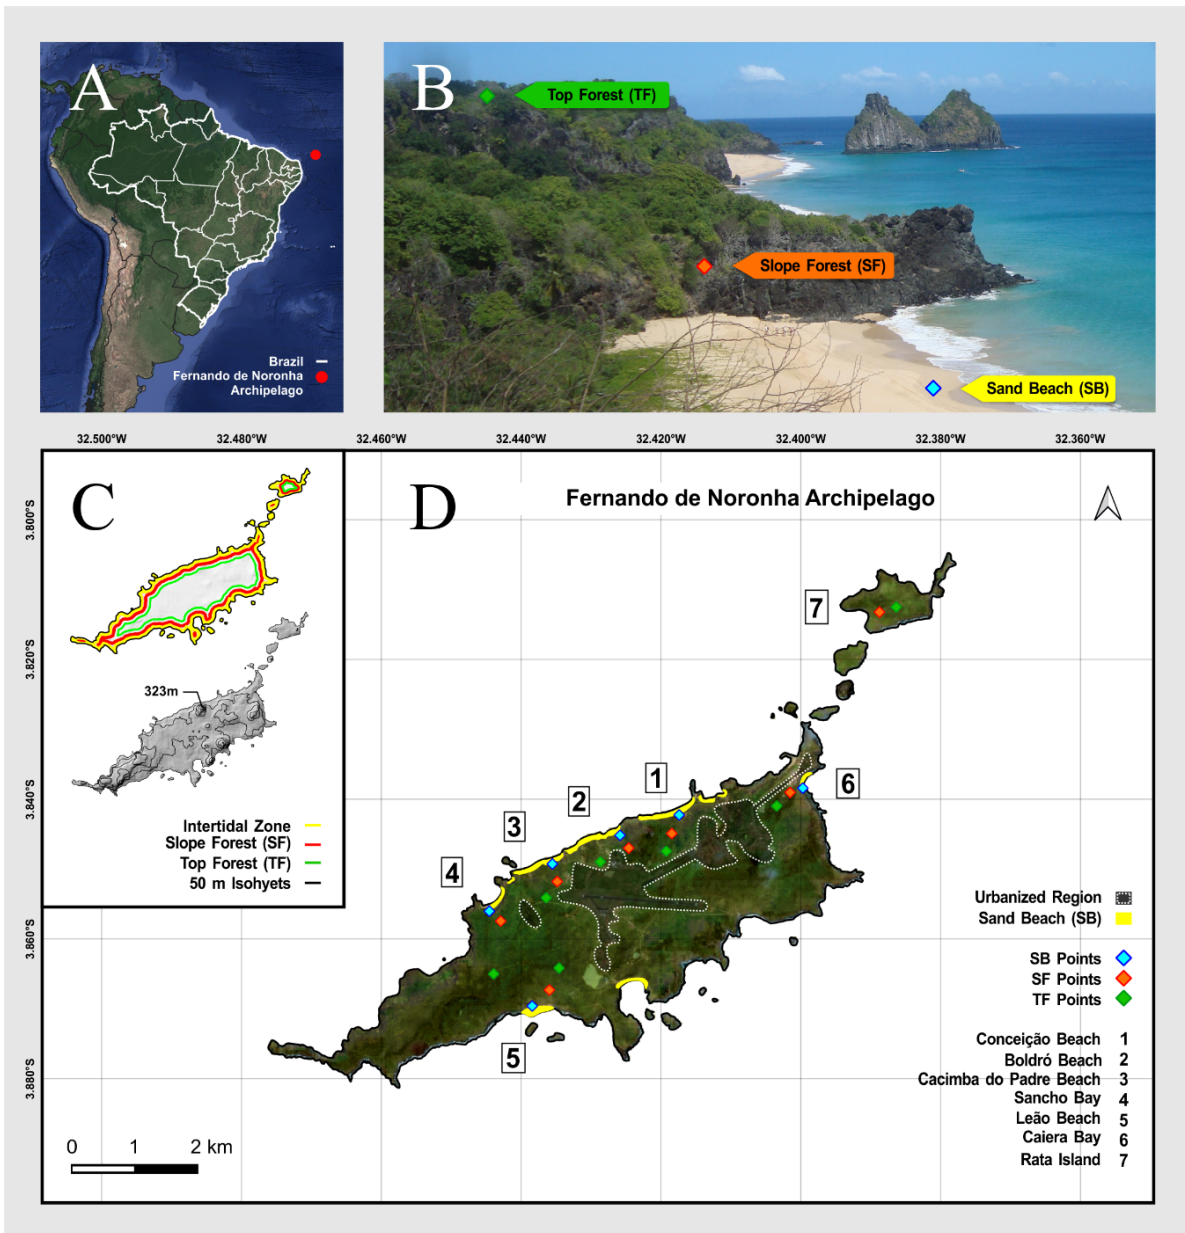 A
Brazil
Fernando de Noronha
Archipelago
B
Top Forest (TF)
Slope Forest (SF)
Sand Beach (SB)
32.500°W 32.480°W 32.460°W 32.440°W 32.420°W 32.400°W 32.380°W 32.360°W
3.800°S
3.820°S
3.840°S
3.860°S
3.880°S
C
323m
Intertidal Zone
Slope Forest (SF)
Top Forest (TF)
50 m Isohyets
D
Fernando de Noronha Archipelago
7
1
6
2
3
4
5
Urbanized Region
Sand Beach (SB)
SB Points
SF Points
TF Points
Conceição Beach 1
Boldró Beach 2
Cacimba do Padre Beach 3
Sancho Bay 4
Leão Beach 5
Caiera Bay 6
Rata Island 7
0 1 2 km